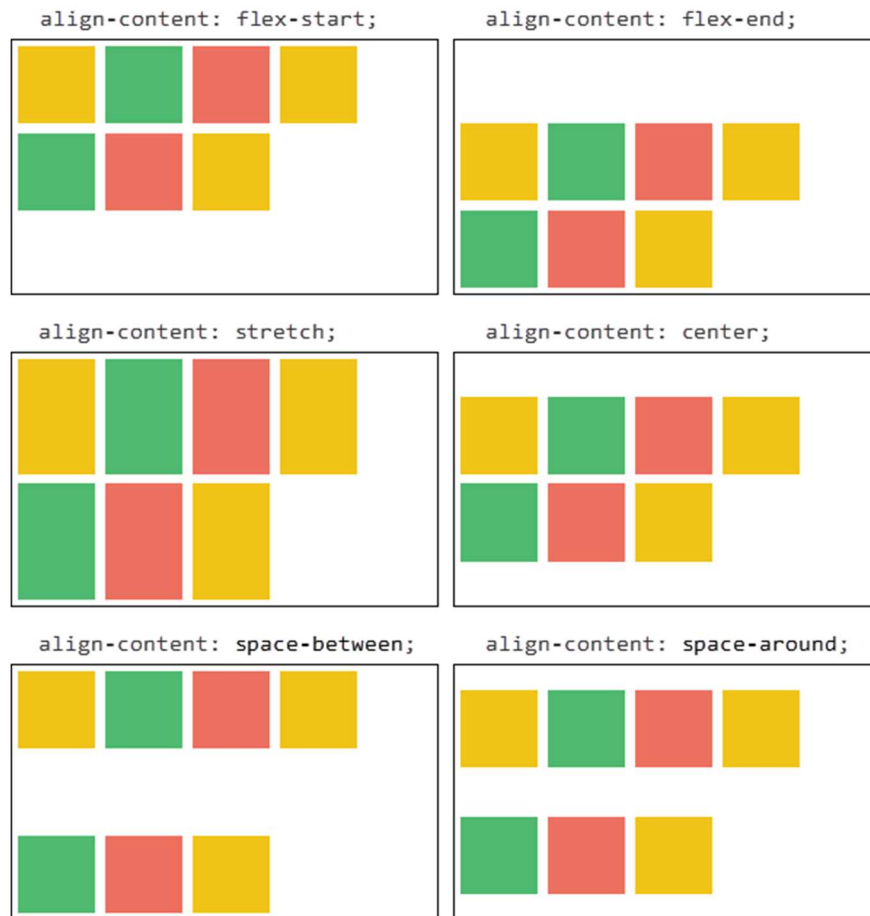 align-content: flex-start;
align-content: flex-end;
align-content: stretch;
align-content: center;
align-content: space-between;
align-content: space-around;